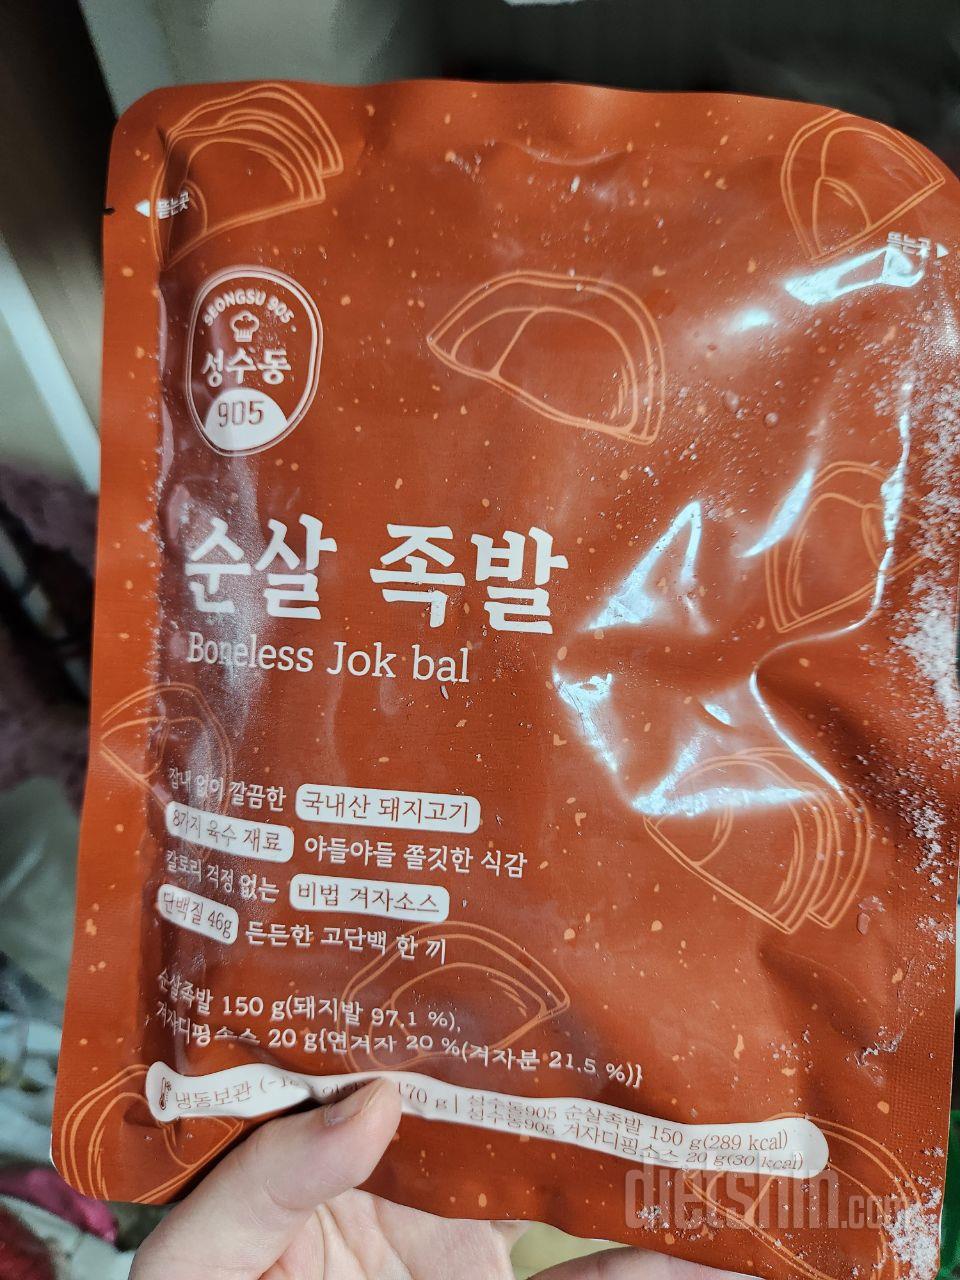 뜯는곳
뜯는곳
SEONGSU 905
성수동
905
순살 족발
Boneless Jok bal
잡내 없이 깔끔한 국내산 돼지고기
8가지 육수 재료 야들야들 쫄깃한 식감
칼로리 걱정 없는 비법 겨자소스
단백질 46g 든든한 고단백 한 끼
순살족발 150 g(돼지발 97.1 %),
겨자디핑소스 20 g{연겨자 20 %(겨자분 21.5 %)}
냉동보관 170 g | 성수동905 순살족발 150 g(289 kcal)
성수동905 겨자디핑소스 20 g(30 kcal)
dietshin.com